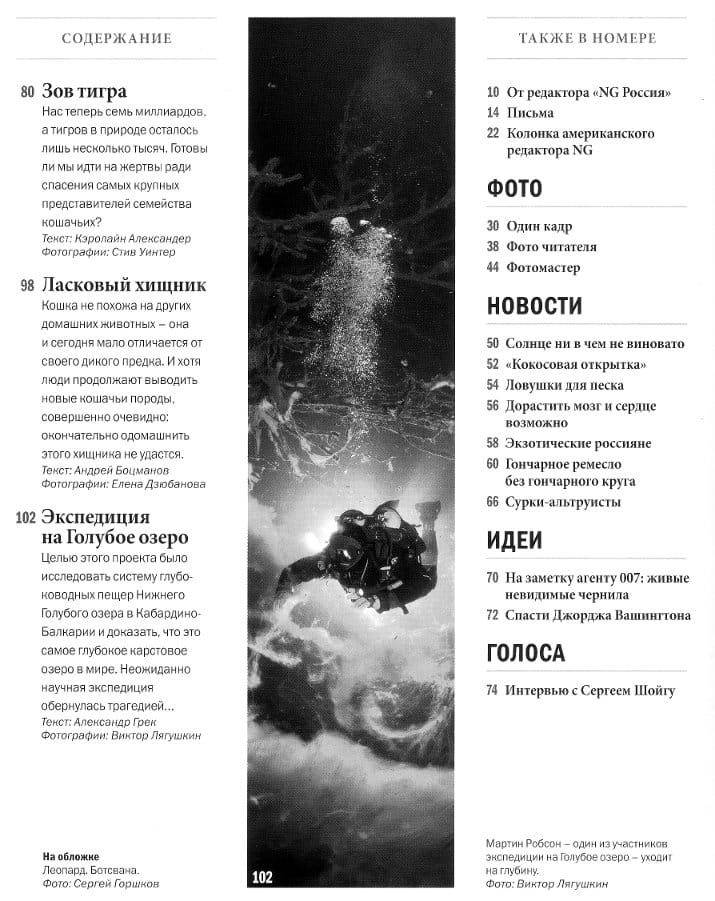 СОДЕРЖАНИЕ
80 Зов тигра
Нас теперь семь миллиардов,
а тигров в природе осталось
лишь несколько тысяч. Готовы
ли мы идти на жертвы ради
спасения самых крупных
представителей семейства
кошачьих?
Текст: Кэролайн Александер
Фотографии: Стив Уинтер
98 Ласковый хищник
Кошка не похожа на других
домашних животных – она
и сегодня мало отличается от
своего дикого предка. И хотя
люди продолжают выводить
новые кошачьи породы,
совершенно очевидно:
окончательно одомашнить
этого хищника не удастся.
Текст: Андрей Боцманов
Фотографии: Елена Дзюбанова
102 Экспедиция
на Голубое озеро
Целью этого проекта было
исследовать систему глубо-
ководных пещер Нижнего
Голубого озера в Кабардино-
Балкарии и доказать, что это
самое глубокое карстовое
озеро в мире. Неожиданно
научная экспедиция
обернулась трагедией...
Текст: Александр Грек
Фотографии: Виктор Лягушкин
На обложке
Леопард. Ботсвана.
Фото: Сергей Горшков
102
ТАКЖЕ В НОМЕРЕ
10 От редактора «NG Россия»
14 Письма
22 Колонка американского
редактора NG
ФОТО
30 Один кадр
38 Фото читателя
44 Фотомастер
НОВОСТИ
50 Солнце ни в чем не виновато
52 «Кокосовая открытка»
54 Ловушки для песка
56 Дорастить мозг и сердце
возможно
58 Экзотические россияне
60 Гончарное ремесло
без гончарного круга
66 Сурки-альтруисты
ИДЕИ
70 На заметку агенту 007: живые
невидимые чернила
72 Спасти Джорджа Вашингтона
ГОЛОСА
74 Интервью с Сергеем Шойгу
Мартин Робсон – один из участников
экспедиции на Голубое озеро – уходит
на глубину.
Фото: Виктор Лягушкин